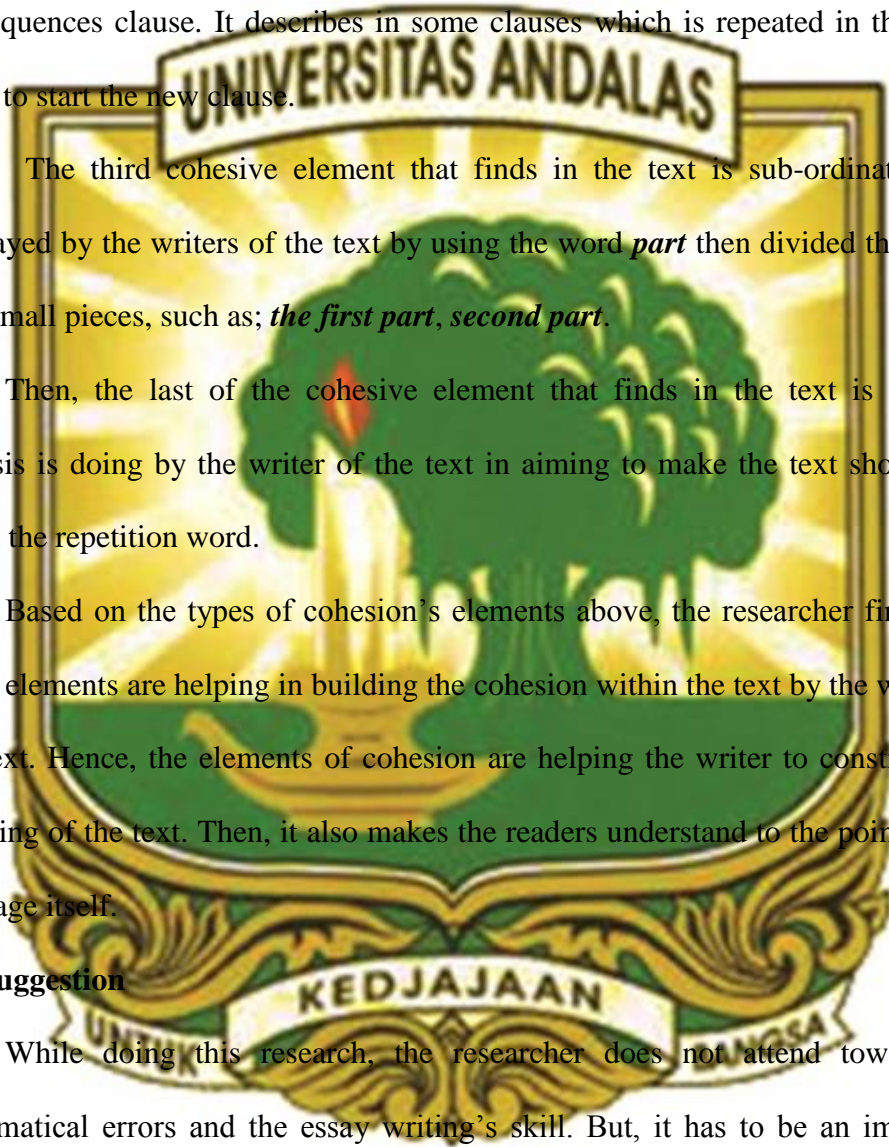 quences clause. It describes in some clauses which is repeated in th
UNIVERSITAS ANDALAS
to start the new clause.
The third cohesive element that finds in the text is sub-ordinat
ayed by the writers of the text by using the word part then divided th
mall pieces, such as; the first part, second part.
Then, the last of the cohesive element that finds in the text is
sis is doing by the writer of the text in aiming to make the text sho
the repetition word.
Based on the types of cohesion's elements above, the researcher fin
elements are helping in building the cohesion within the text by the w
ext. Hence, the elements of cohesion are helping the writer to consti
ing of the text. Then, it also makes the readers understand to the poin
age itself.
uggestion
KEDJAJAAN
UNTUK BANGSA
While doing this research, the researcher does not attend tow
matical errors and the essay writing's skill. But, it has to be an in